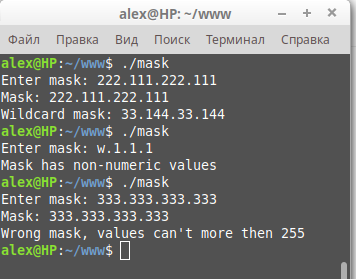 alex@HP: ~/www
Файл Правка Вид Поиск Терминал Справка
alex@HP:~/www$ ./mask
Enter mask: 222.111.222.111
Mask: 222.111.222.111
Wildcard mask: 33.144.33.144
alex@HP:~/www$ ./mask
Enter mask: w.1.1.1
Mask has non-numeric values
alex@HP:~/www$ ./mask
Enter mask: 333.333.333.333
Mask: 333.333.333.333
Wrong mask, values can't more then 255
alex@HP:~/www$